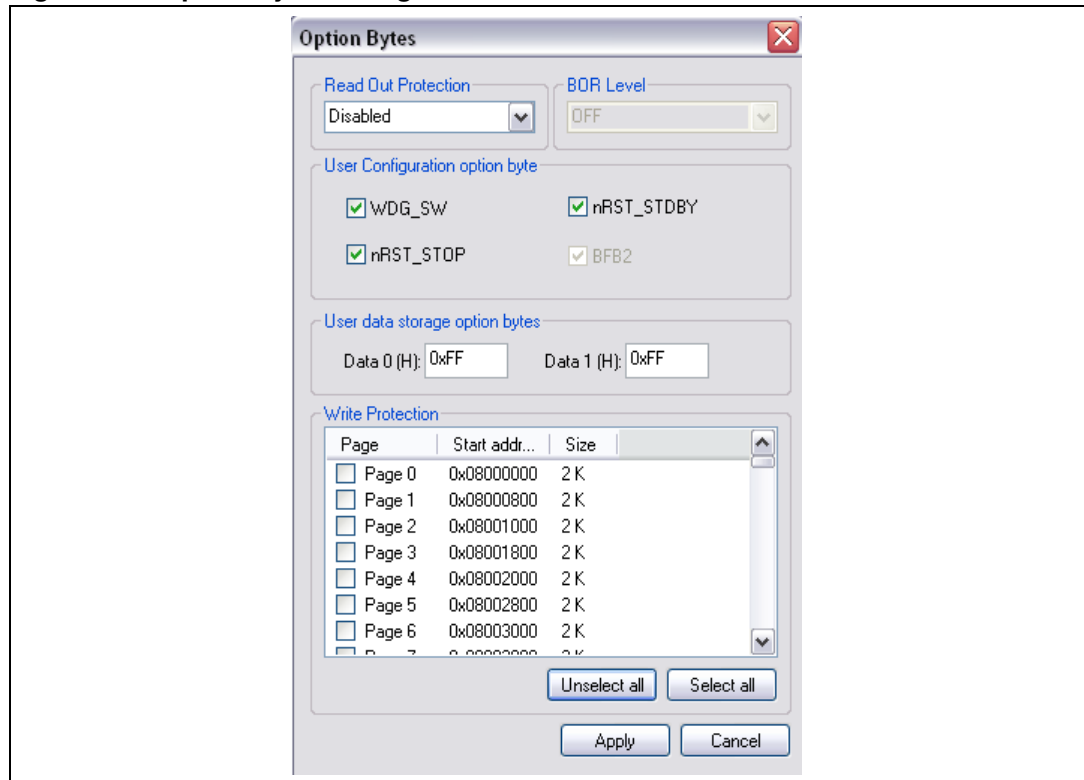 Option Bytes
Read Out Protection
BOR Level
Disabled
OFF
User Configuration option byte
WDG_SW
nRST_STDBY
nRST_STOP
BFB2
User data storage option bytes
Data 0 (H): 0xFF Data 1 (H): 0xFF
Write Protection
Page Start addr... Size
Page 0 0x08000000 2 K
Page 1 0x08000800 2 K
Page 2 0x08001000 2 K
Page 3 0x08001800 2 K
Page 4 0x08002000 2 K
Page 5 0x08002800 2 K
Page 6 0x08003000 2 K
Unselect all Select all
Apply Cancel